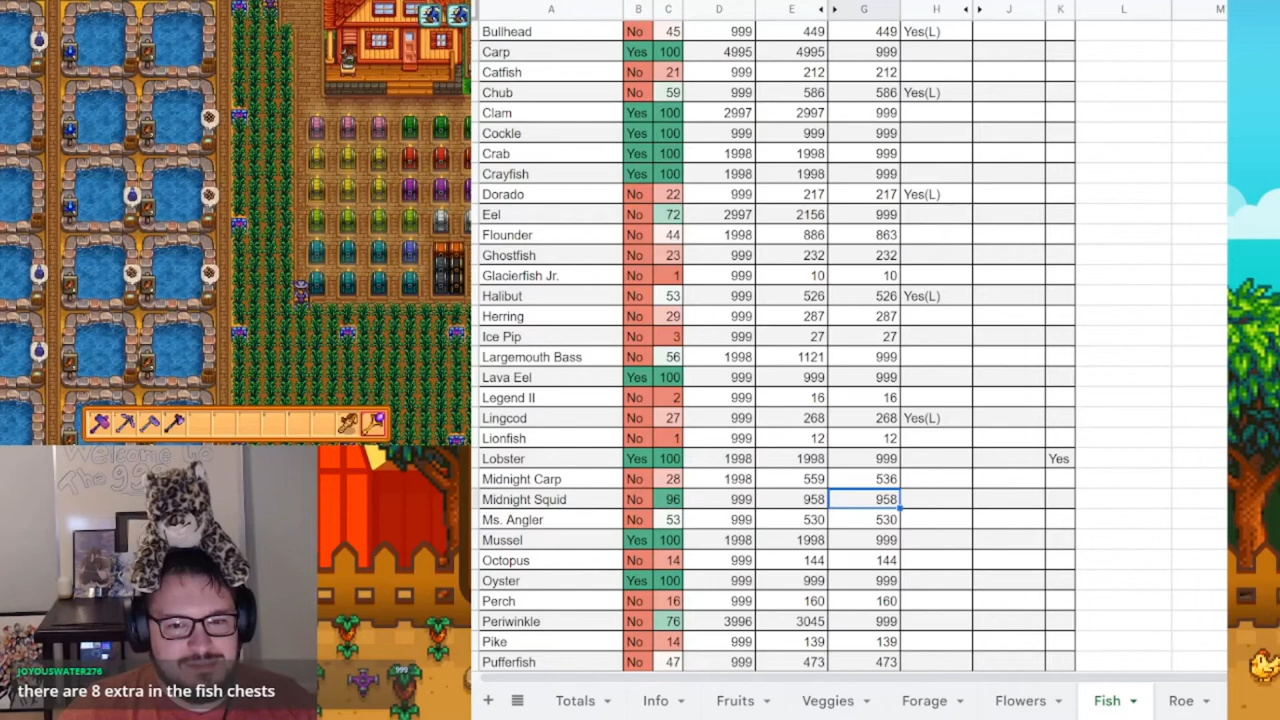 A B C D E G H J K L M
Bullhead No 45 999 449 449 Yes(L)
Carp Yes 100 4995 4995 999
Catfish No 21 999 212 212
Chub No 59 999 586 586 Yes(L)
Clam Yes 100 2997 2997 999
Cockle Yes 100 999 999 999
Crab Yes 100 1998 1998 999
Crayfish Yes 100 1998 1998 999
Dorado No 22 999 217 217 Yes(L)
Eel No 72 2997 2156 999
Flounder No 44 1998 886 863
Ghostfish No 23 999 232 232
Glacierfish Jr. No 1 999 10 10
Halibut No 53 999 526 526 Yes(L)
Herring No 29 999 287 287
Ice Pip No 3 999 27 27
Largemouth Bass No 56 1998 1121 999
Lava Eel Yes 100 999 999 999
Legend II No 2 999 16 16
Lingcod No 27 999 268 268 Yes(L)
Lionfish No 1 999 12 12
Lobster Yes 100 1998 1998 999 Yes
Midnight Carp No 28 1998 559 536
Midnight Squid No 96 999 958 958
Ms. Angler No 53 999 530 530
Mussel Yes 100 1998 1998 999
Octopus No 14 999 144 144
Oyster Yes 100 999 999 999
Perch No 16 999 160 160
Periwinkle No 76 3996 3045 999
Pike No 14 999 139 139
Pufferfish No 47 999 473 473
Totals Info Fruits Veggies Forage Flowers Fish Roe
Welcome to
The 999
999
JOYOUSWATER276
there are 8 extra in the fish chests